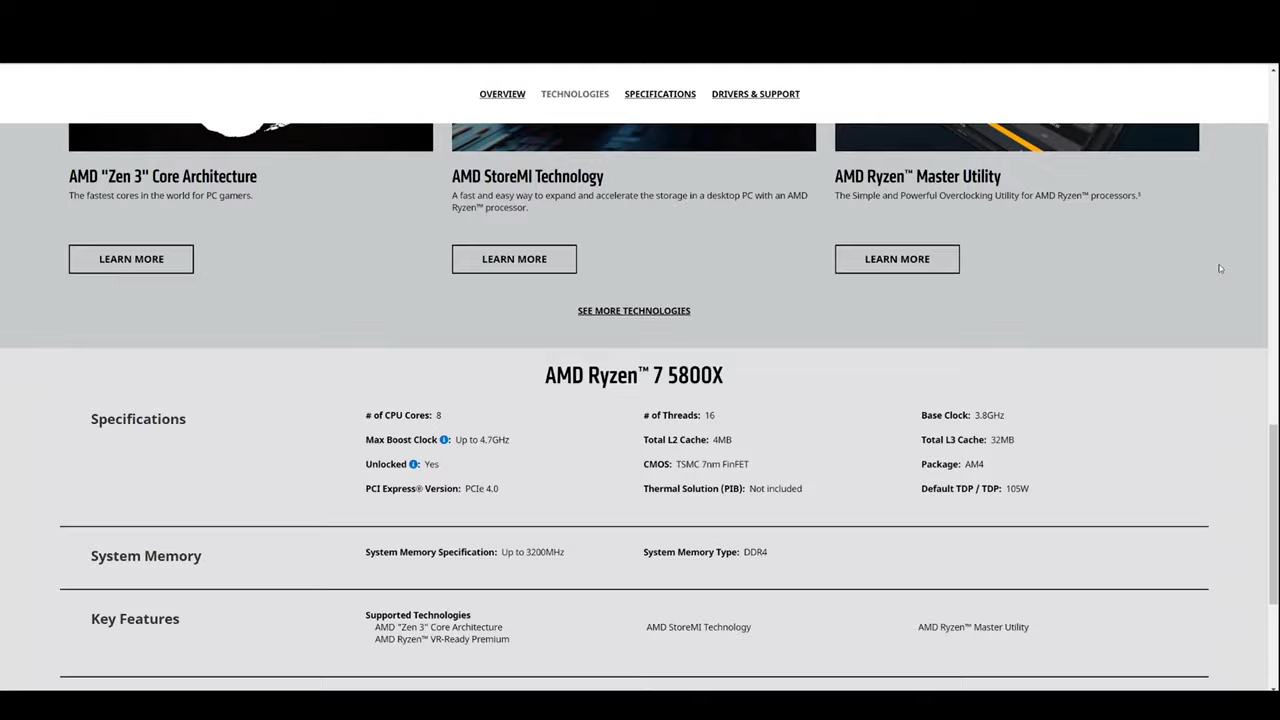 OVERVIEW TECHNOLOGIES SPECIFICATIONS DRIVERS & SUPPORT
AMD "Zen 3" Core Architecture
The fastest cores in the world for PC gamers.
LEARN MORE
AMD StoreMI Technology
A fast and easy way to expand and accelerate the storage in a desktop PC with an AMD
Ryzen™ processor.
LEARN MORE
AMD Ryzen™ Master Utility
The Simple and Powerful Overclocking Utility for AMD Ryzen™ processors.⁵
LEARN MORE
SEE MORE TECHNOLOGIES
AMD Ryzen™ 7 5800X
Specifications
# of CPU Cores: 8 # of Threads: 16 Base Clock: 3.8GHz
Max Boost Clock : Up to 4.7GHz Total L2 Cache: 4MB Total L3 Cache: 32MB
Unlocked : Yes CMOS: TSMC 7nm FinFET Package: AM4
PCI Express® Version: PCIe 4.0 Thermal Solution (PIB): Not included Default TDP / TDP: 105W
System Memory
System Memory Specification: Up to 3200MHz System Memory Type: DDR4
Key Features
Supported Technologies
AMD "Zen 3" Core Architecture AMD StoreMI Technology AMD Ryzen™ Master Utility
AMD Ryzen™ VR-Ready Premium